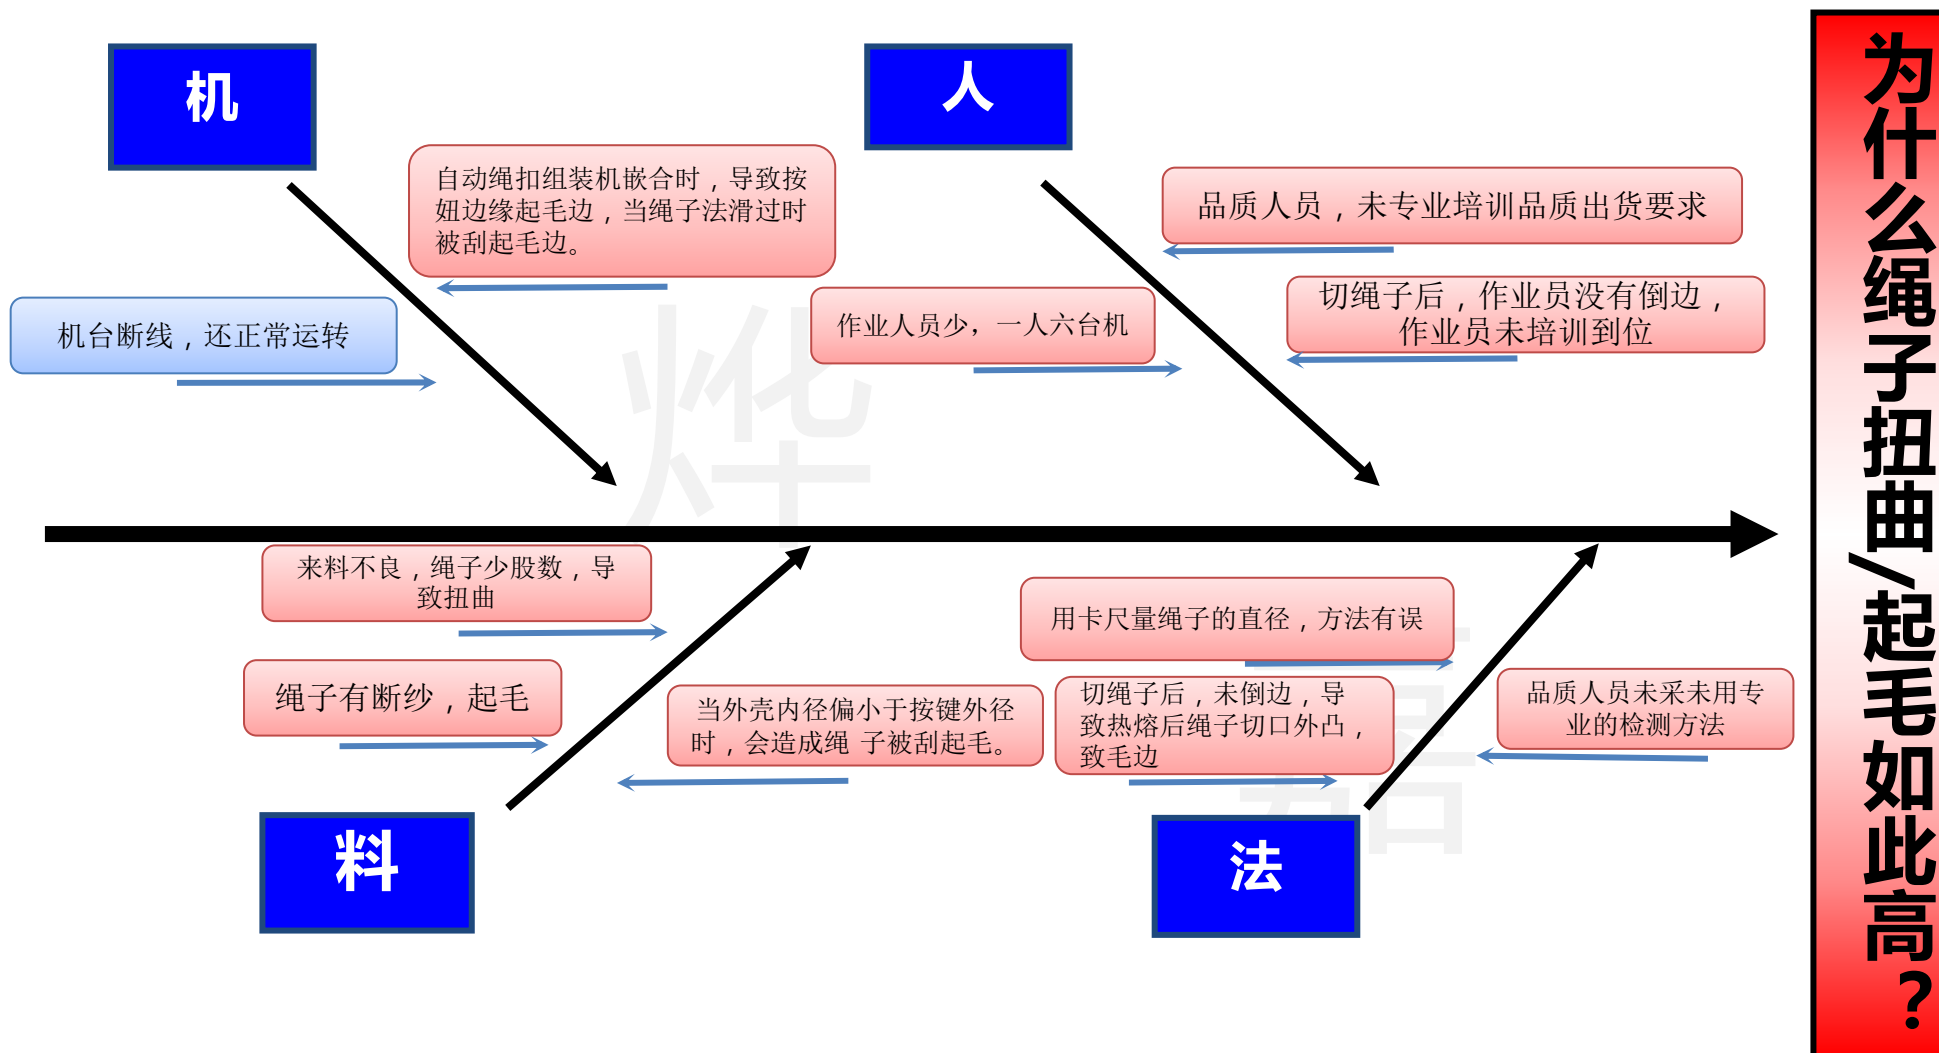 机
人
自动绳扣组装机嵌合时，导致按
妞边缘起毛边，当绳子法滑过时
被刮起毛边。
品质人员，未专业培训品质出货要求
机台断线，还正常运转
作业人员少，一人六台机
切绳子后，作业员没有倒边，
作业员未培训到位
来料不良，绳子少股数，导
致扭曲
绳子有断纱，起毛
当外壳内径偏小于按键外径
时，会造成绳 子被刮起毛。
用卡尺量绳子的直径，方法有误
切绳子后，未倒边，导
致热熔后绳子切口外凸，
致毛边
品质人员未采未用专
业的检测方法
料
法
为什么绳子扭曲/起毛如此高？
烨